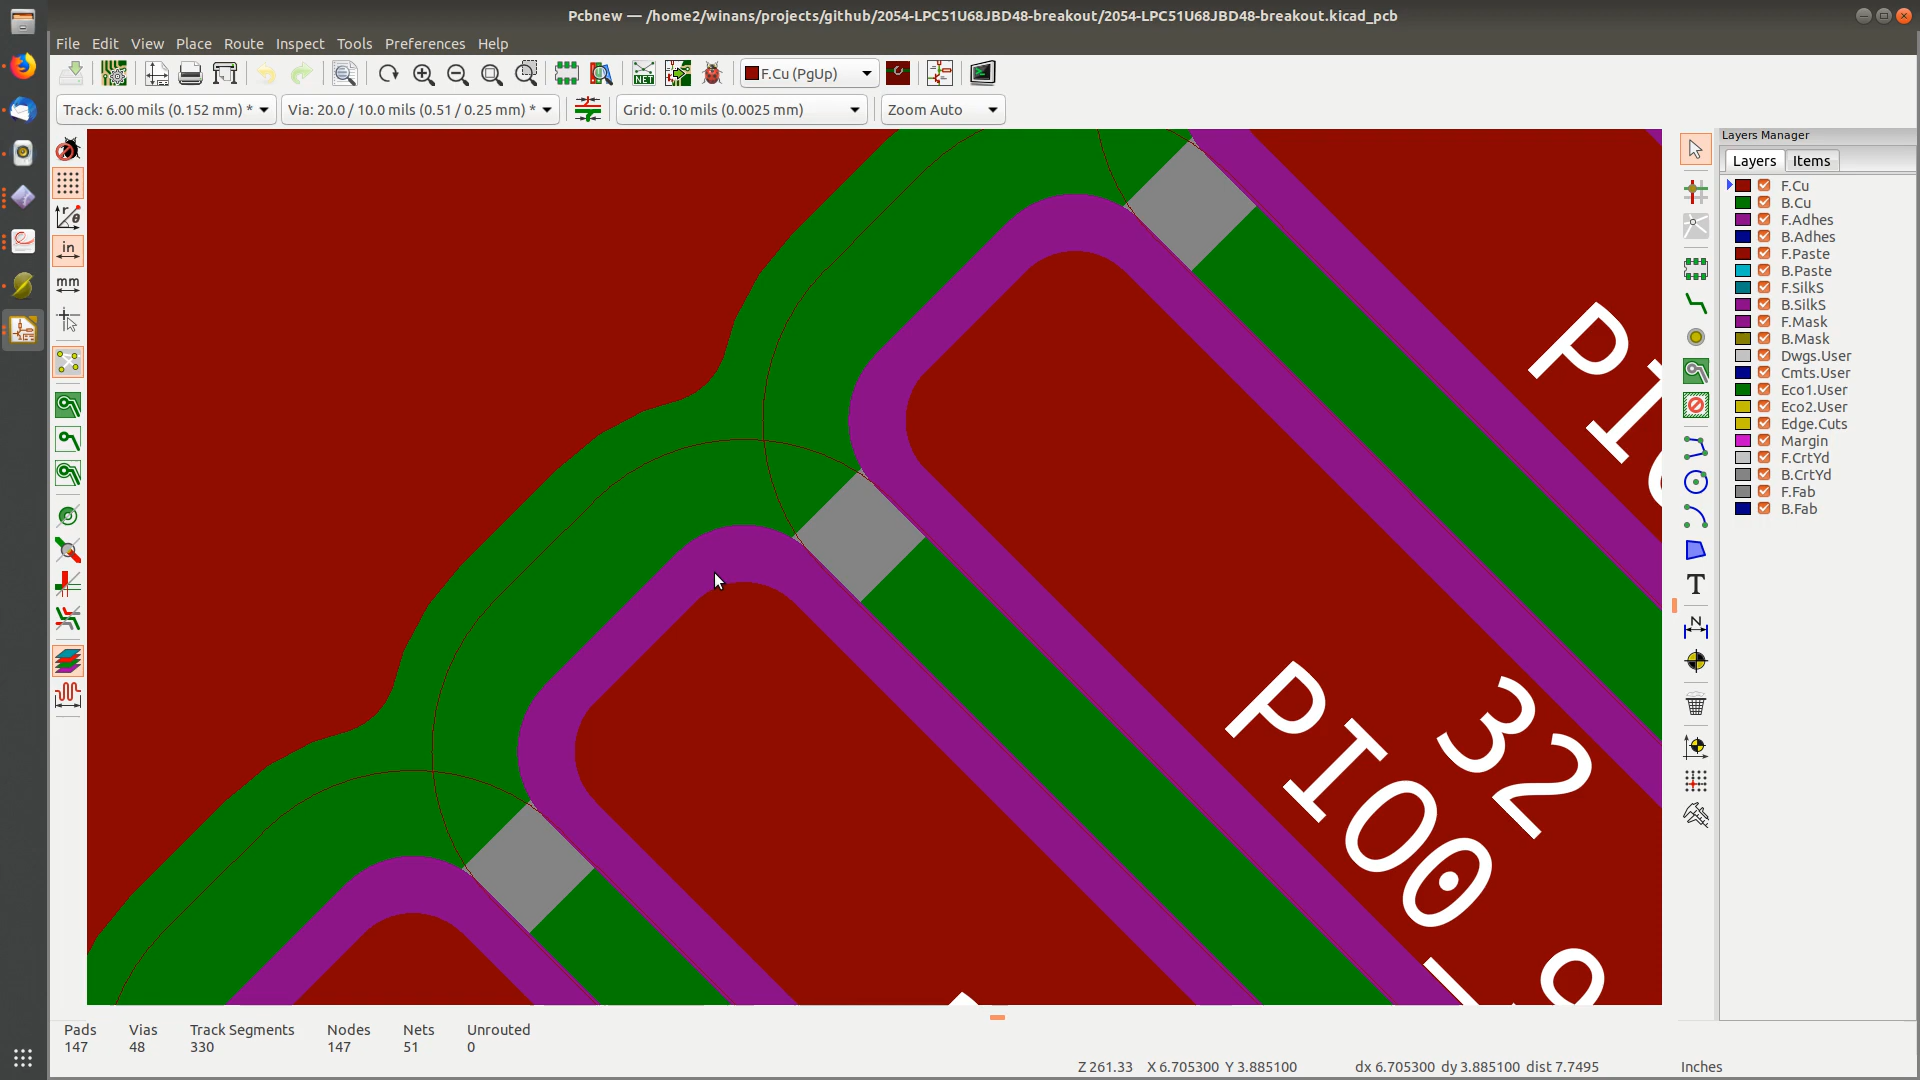 Pcbnew — /home2/winans/projects/github/2054-LPC51U68JBD48-breakout/2054-LPC51U68JBD48-breakout.kicad_pcb
File Edit View Place Route Inspect Tools Preferences Help
NET
F.Cu (PgUp)
Track: 6.00 mils (0.152 mm) *
Via: 20.0 / 10.0 mils (0.51 / 0.25 mm) *
Grid: 0.10 mils (0.0025 mm)
Zoom Auto
in
mm
32
PIO0
T
N
Layers Manager
Layers Items
F.Cu
B.Cu
F.Adhes
B.Adhes
F.Paste
B.Paste
F.SilkS
B.SilkS
F.Mask
B.Mask
Dwgs.User
Cmts.User
Eco1.User
Eco2.User
Edge.Cuts
Margin
F.CrtYd
B.CrtYd
F.Fab
B.Fab
Pads Vias Track Segments Nodes Nets Unrouted
147 48 330 147 51 0
Z 261.33 X 6.705300 Y 3.885100 dx 6.705300 dy 3.885100 dist 7.7495 Inches